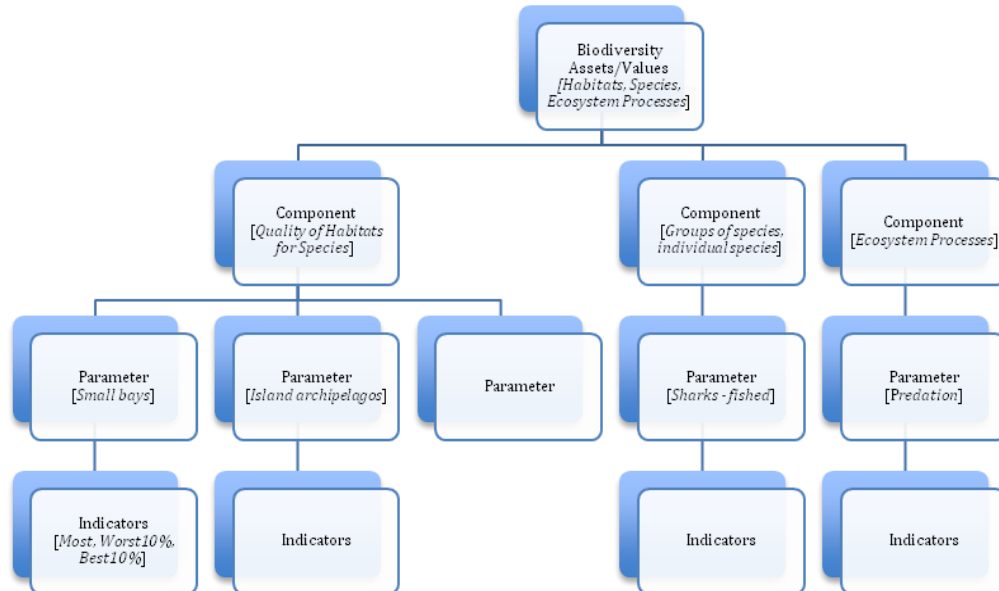 Biodiversity
Assets/Values
[Habitats, Species,
Ecosystem Processes]
Component
[Quality of Habitats
for Species]
Component
[Groups of species,
individual species]
Component
[Ecosystem Processes]
Parameter
[Small bays]
Parameter
[Island archipelagos]
Parameter
Parameter
[Sharks - fished]
Parameter
[Predation]
Indicators
[Most, Worst10%,
Best10%]
Indicators
Indicators
Indicators